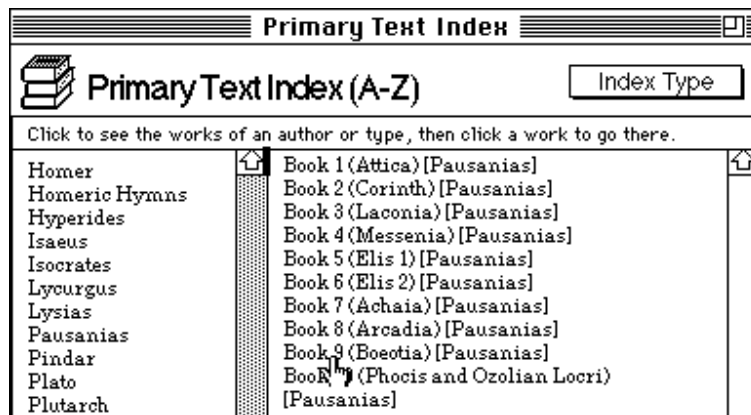 Primary Text Index
Primary Text Index (A-Z)
Index Type
Click to see the works of an author or type, then click a work to go there.
Homer
Homeric Hymns
Hyperides
Isaeus
Isocrates
Lycurgus
Lysias
Pausanias
Pindar
Plato
Plutarch
Book 1 (Attica) [Pausanias]
Book 2 (Corinth) [Pausanias]
Book 3 (Laconia) [Pausanias]
Book 4 (Messenia) [Pausanias]
Book 5 (Elis 1) [Pausanias]
Book 6 (Elis 2) [Pausanias]
Book 7 (Achaia) [Pausanias]
Book 8 (Arcadia) [Pausanias]
Book 9 (Boeotia) [Pausanias]
Book (Phocis and Ozolian Locri)
[Pausanias]